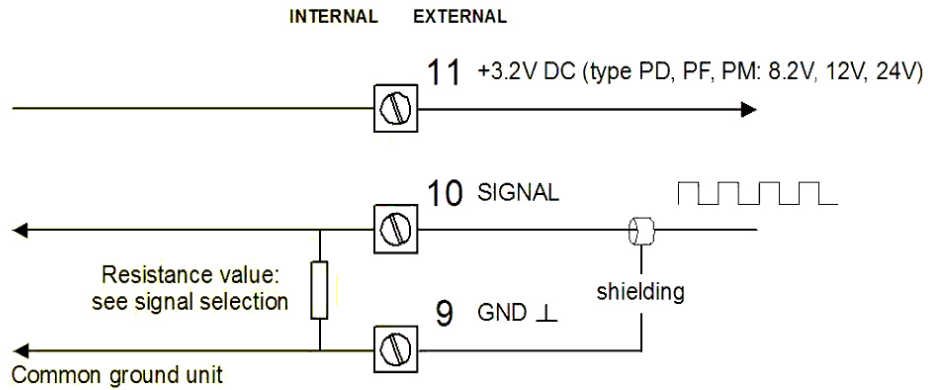 INTERNAL EXTERNAL
11 +3.2V DC (type PD, PF, PM: 8.2V, 12V, 24V)
10 SIGNAL
Resistance value:
see signal selection
shielding
9 GND ⊥
Common ground unit